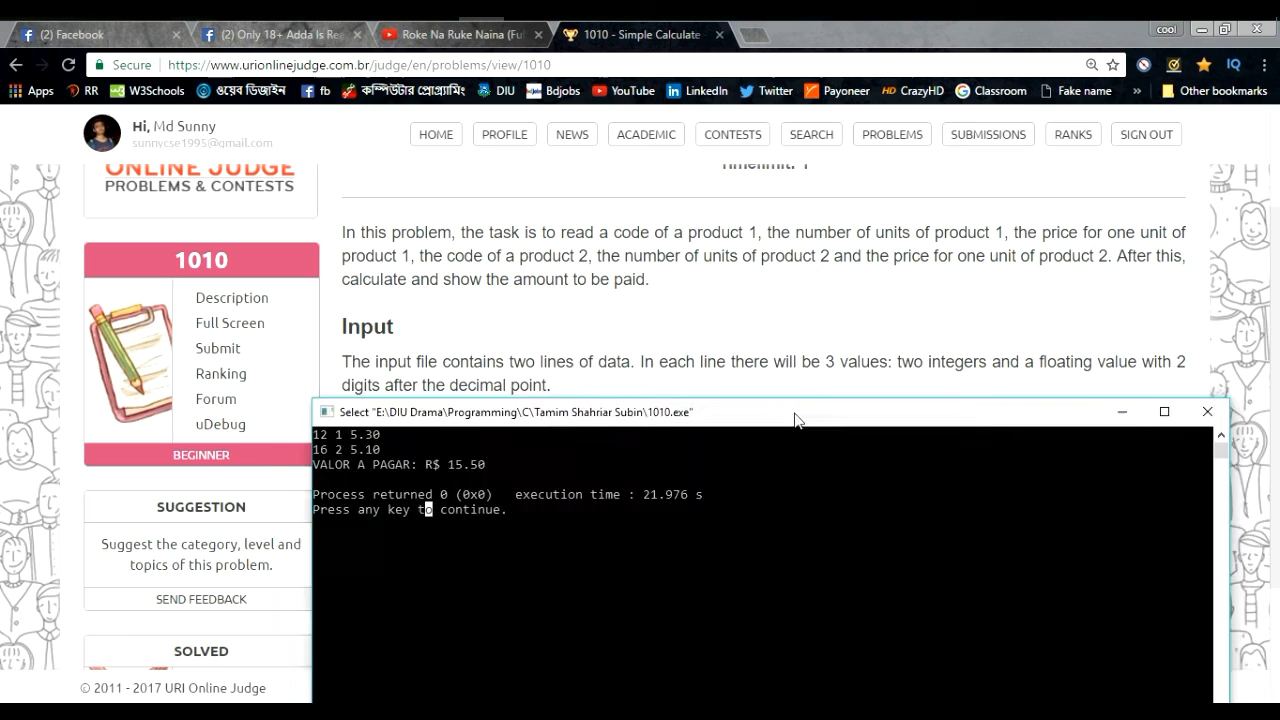 (2) Facebook
(2) Only 18+ Adda Is Rea
Roke Na Ruke Naina (Ful
1010 - Simple Calculate
cool
Secure
https://www.urionlinejudge.com.br/judge/en/problems/view/1010
Apps
RR
W3Schools
ওয়েব ডিজাইন
fb
কম্পিউটার প্রোগ্রামিং
DIU
Bdjobs
YouTube
LinkedIn
Twitter
Payoneer
CrazyHD
Classroom
Fake name
»
Other bookmarks
Hi, Md Sunny
sunnycse1995@gmail.com
HOME
PROFILE
NEWS
ACADEMIC
CONTESTS
SEARCH
PROBLEMS
SUBMISSIONS
RANKS
SIGN OUT
ONLINE JUDGE
PROBLEMS & CONTESTS
Timelimit: 1
In this problem, the task is to read a code of a product 1, the number of units of product 1, the price for one unit of
product 1, the code of a product 2, the number of units of product 2 and the price for one unit of product 2. After this,
calculate and show the amount to be paid.
Input
The input file contains two lines of data. In each line there will be 3 values: two integers and a floating value with 2
digits after the decimal point.
1010
Description
Full Screen
Submit
Ranking
Forum
uDebug
BEGINNER
SUGGESTION
Suggest the category, level and
topics of this problem.
SEND FEEDBACK
SOLVED
© 2011 - 2017 URI Online Judge
Select "E:\DIU Drama\Programming\C\Tamim Shahriar Subin\1010.exe"
12 1 5.30
16 2 5.10
VALOR A PAGAR: R$ 15.50
Process returned 0 (0x0)   execution time : 21.976 s
Press any key to continue.